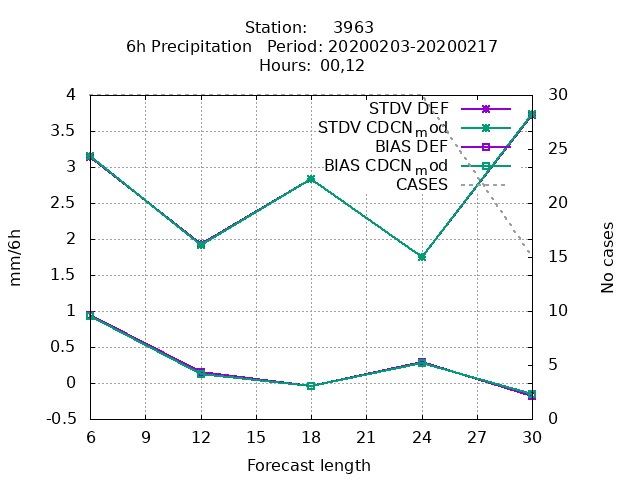 Station: 3963
6h Precipitation Period: 20200203-20200217
Hours: 00,12
STDV DEF
STDV CDCNmod
BIAS DEF
BIAS CDCNmod
CASES
4
3.5
3
2.5
2
1.5
1
0.5
0
-0.5
30
25
20
15
10
5
0
mm/6h
No cases
6 9 12 15 18 21 24 27 30
Forecast length